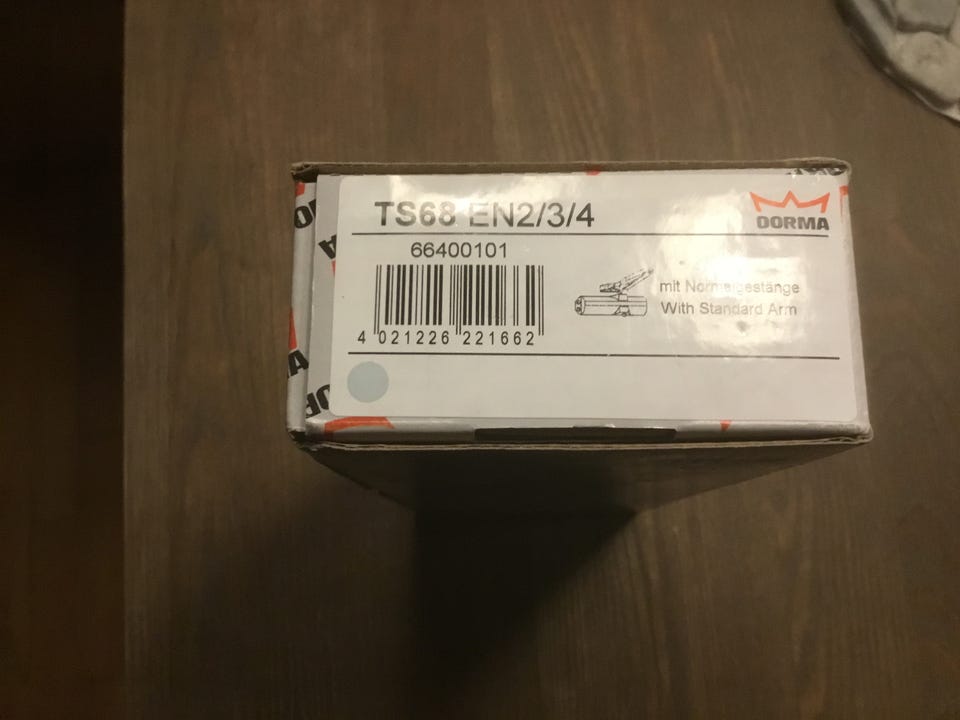 TS68 EN2/3/4
DORMA
66400101
4 021226 221662
mit Normalgestänge
With Standard Arm